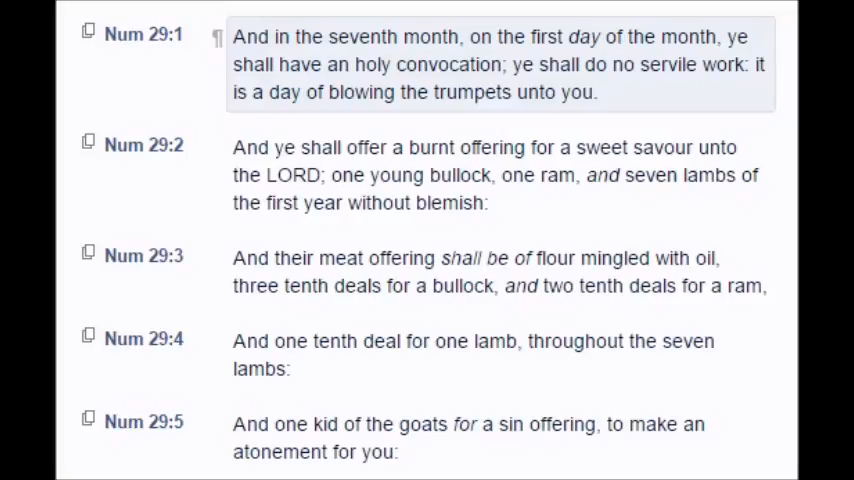 Num 29:1 ¶ And in the seventh month, on the first day of the month, ye
shall have an holy convocation; ye shall do no servile work: it
is a day of blowing the trumpets unto you.
Num 29:2 And ye shall offer a burnt offering for a sweet savour unto
the LORD; one young bullock, one ram, and seven lambs of
the first year without blemish:
Num 29:3 And their meat offering shall be of flour mingled with oil,
three tenth deals for a bullock, and two tenth deals for a ram,
Num 29:4 And one tenth deal for one lamb, throughout the seven
lambs:
Num 29:5 And one kid of the goats for a sin offering, to make an
atonement for you: